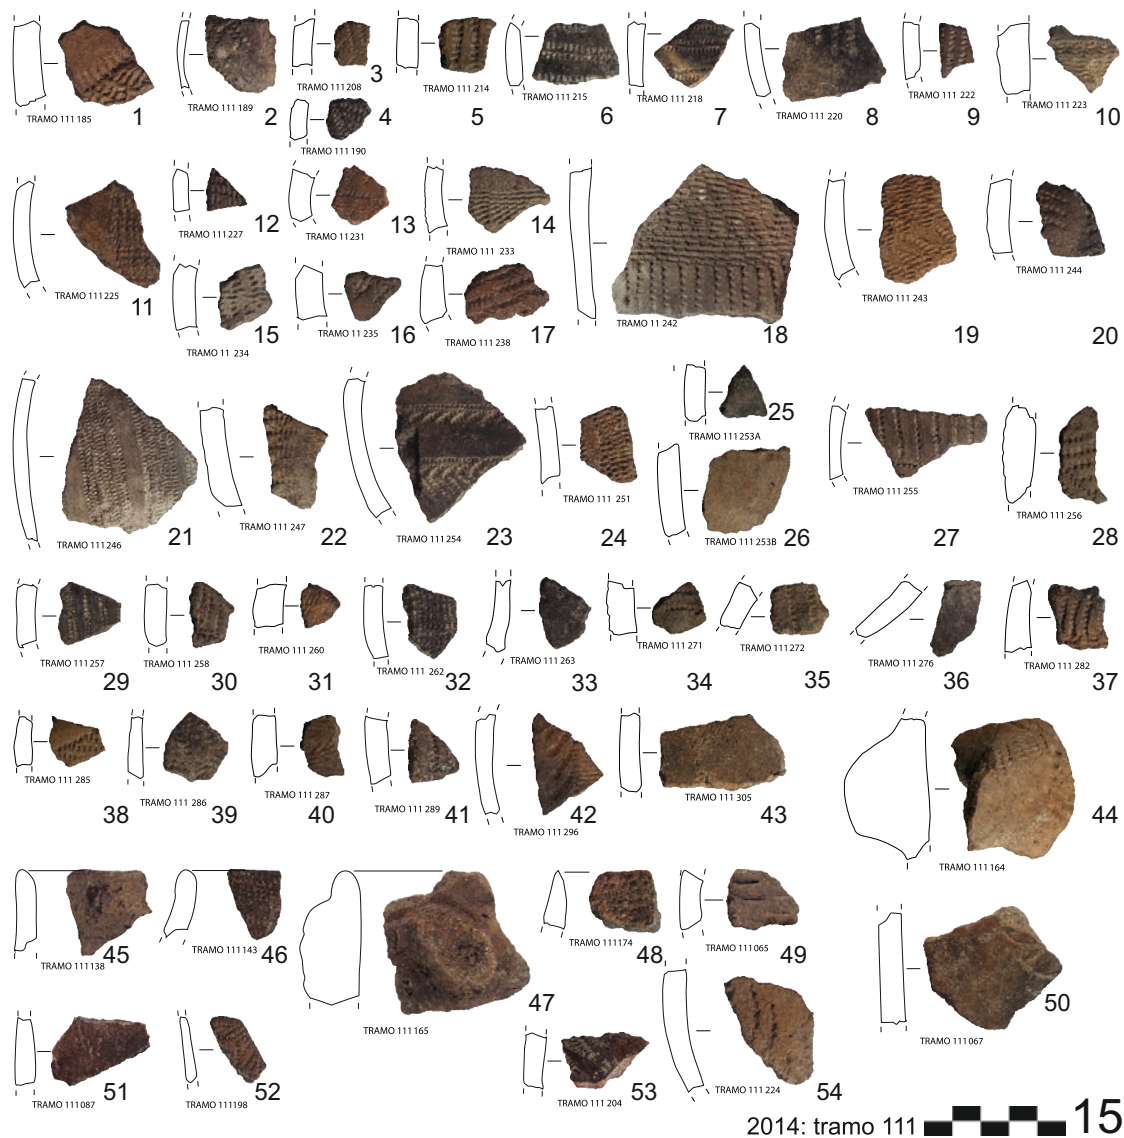 TRAMO 111 185 1
TRAMO 111 189 2
TRAMO 111 208 3
TRAMO 111 190 4
TRAMO 111 214 5
TRAMO 111 215 6
TRAMO 111 218 7
TRAMO 111 220 8
TRAMO 111 222 9
TRAMO 111 223 10
TRAMO 111 225 11
TRAMO 111 227 12
TRAMO 11 231 13
TRAMO 111 233 14
TRAMO 11 234 15
TRAMO 11 235 16
TRAMO 111 238 17
TRAMO 11 242 18
TRAMO 111 243 19
TRAMO 111 244 20
TRAMO 111 246 21
TRAMO 111 247 22
TRAMO 111 254 23
TRAMO 111 251 24
TRAMO 111 253A 25
TRAMO 111 253B 26
TRAMO 111 255 27
TRAMO 111 256 28
TRAMO 111 257 29
TRAMO 111 258 30
TRAMO 111 260 31
TRAMO 111 262 32
TRAMO 111 263 33
TRAMO 111 271 34
TRAMO 111 272 35
TRAMO 111 276 36
TRAMO 111 282 37
TRAMO 111 285 38
TRAMO 111 286 39
TRAMO 111 287 40
TRAMO 111 289 41
TRAMO 111 296 42
TRAMO 111 305 43
TRAMO 111 164 44
TRAMO 111138 45
TRAMO 111143 46
TRAMO 111165 47
TRAMO 111174 48
TRAMO 111 065 49
TRAMO 111 067 50
TRAMO 111 087 51
TRAMO 111198 52
TRAMO 111 204 53
TRAMO 111 224 54
2014: tramo 111 15